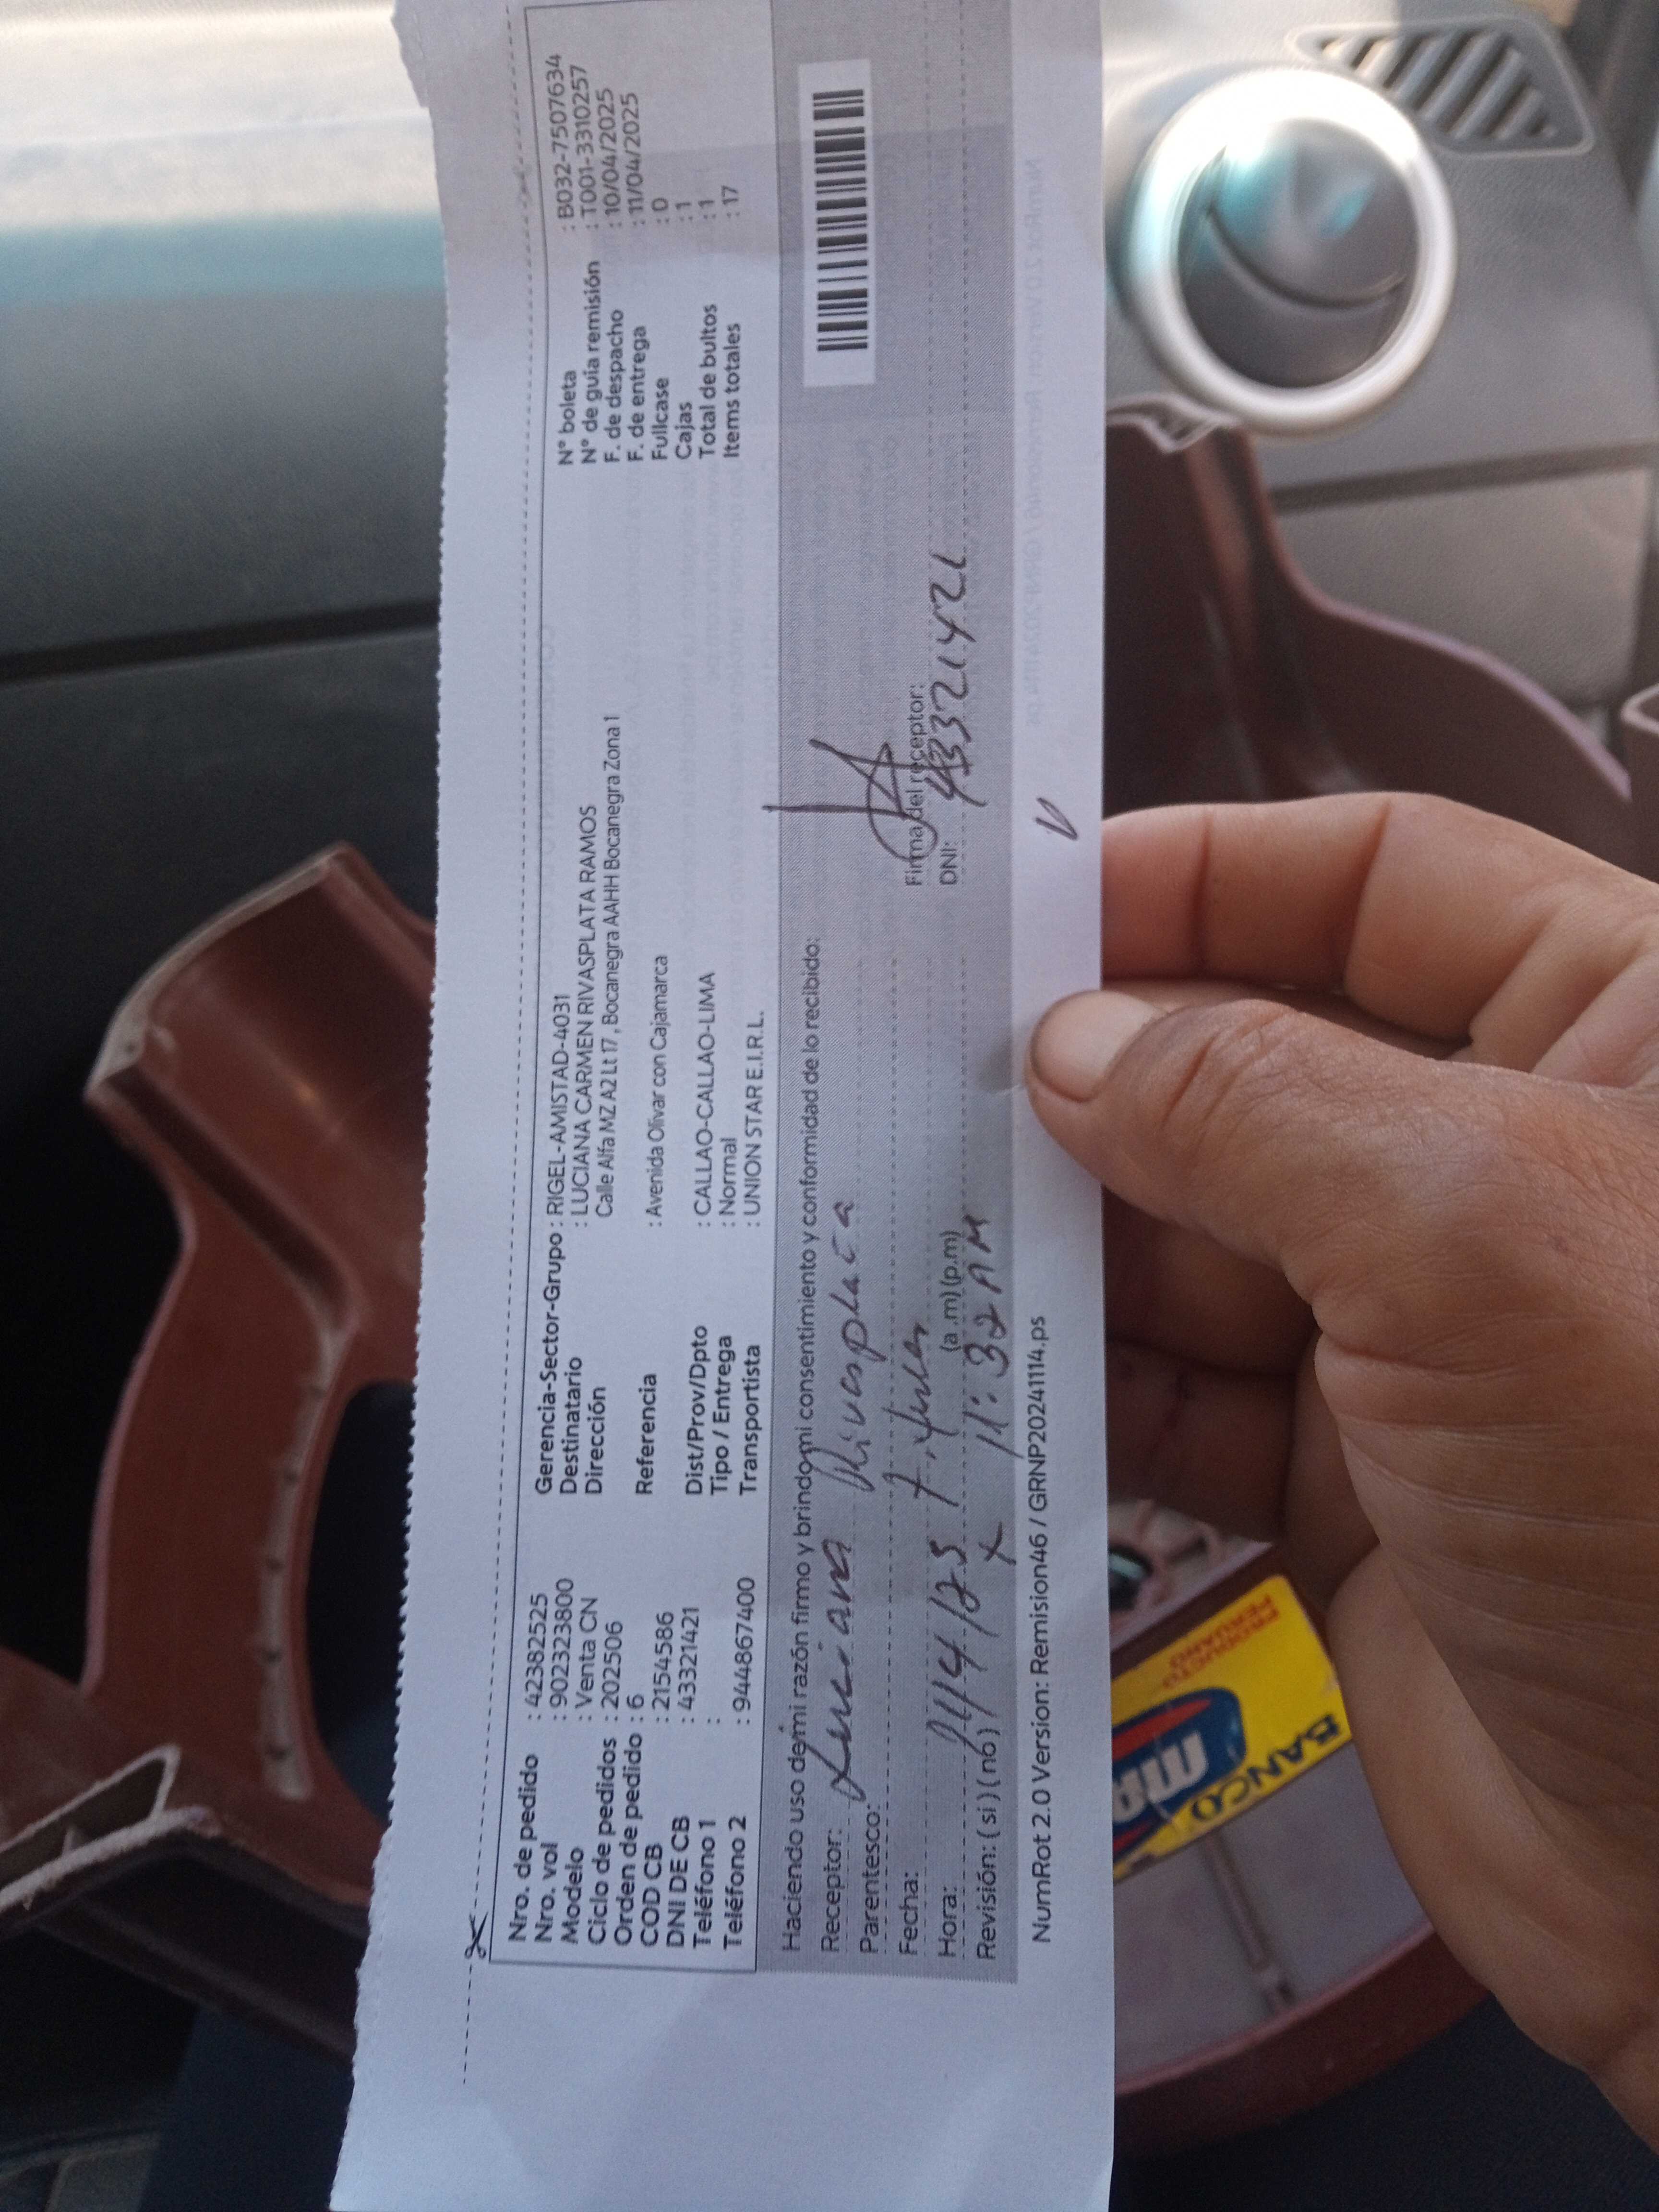 Nro. de pedido : 42382525
Nro. vol : 902323800
Modelo : Venta CN
Ciclo de pedidos : 202506
Orden de pedido : 6
COD CB : 2154586
DNI DE CB : 43321421
Teléfono 1 :
Teléfono 2 : 944867400
Gerencia-Sector-Grupo : RIGEL-AMISTAD-4031
Destinatario : LUCIANA CARMEN RIVASPLATA RAMOS
Dirección Calle Alfa MZ A2 Lt 17 , Bocanegra AAHH Bocanegra Zona 1
Referencia : Avenida Olivar con Cajamarca
Dist/Prov/Dpto : CALLAO-CALLAO-LIMA
Tipo / Entrega : Normal
Transportista : UNION STAR E.I.R.L.
N° boleta : B032-7507634
N° de guía remisión : T001-3310257
F. de despacho : 10/04/2025
F. de entrega : 11/04/2025
Fullcase : 0
Cajas : 1
Total de bultos : 1
Items totales : 17
Haciendo uso de mi razón firmo y brindo mi consentimiento y conformidad de lo recibido:
Receptor: Luciana Rivasplaca
Parentesco: Titular
Fecha: 11/4/25
Hora: 11:32 AM (a.m) (p.m)
Revisión: ( si ) ( no ) x
Firma del receptor:
DNI: 43321421
NumRot 2.0 Version: Remision46 / GRNP20241114.ps
BANCO
PRODUCTO
PERUANO